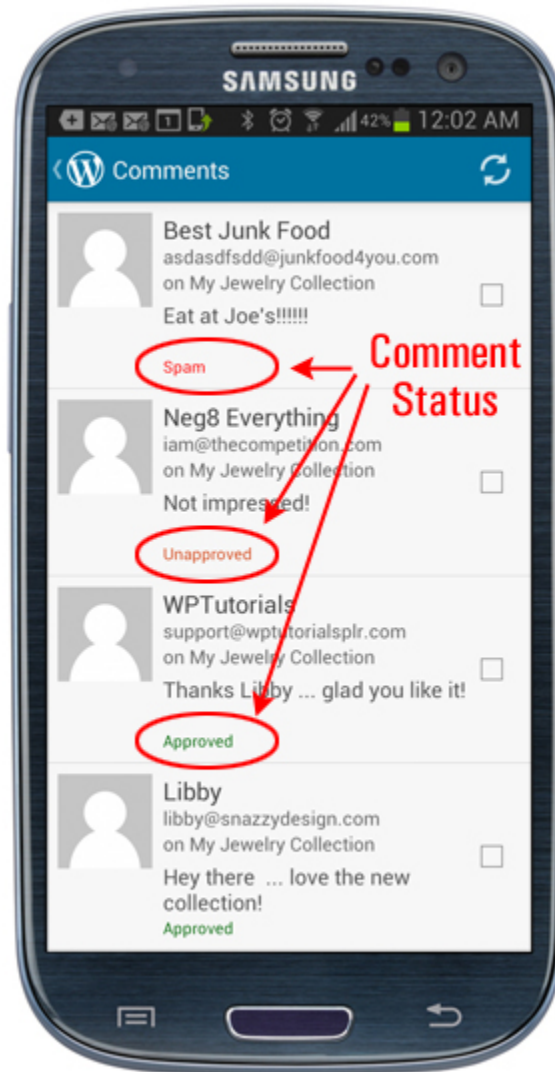 SAMSUNG
1
42%
12:02 AM
Comments
Best Junk Food
asdasdfsdd@junkfood4you.com
on My Jewelry Collection
Eat at Joe's!!!!!!
Spam
Comment
Status
Neg8 Everything
iam@thecompetition.com
on My Jewelry Collection
Not impressed!
Unapproved
WPTutorials
support@wptutorialsplr.com
on My Jewelry Collection
Thanks Libby ... glad you like it!
Approved
Libby
libby@snazzydesign.com
on My Jewelry Collection
Hey there ... love the new
collection!
Approved